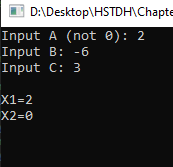 D:\Desktop\HSTDH\Chapte
Input A (not 0): 2
Input B: -6
Input C: 3
X1=2
X2=0